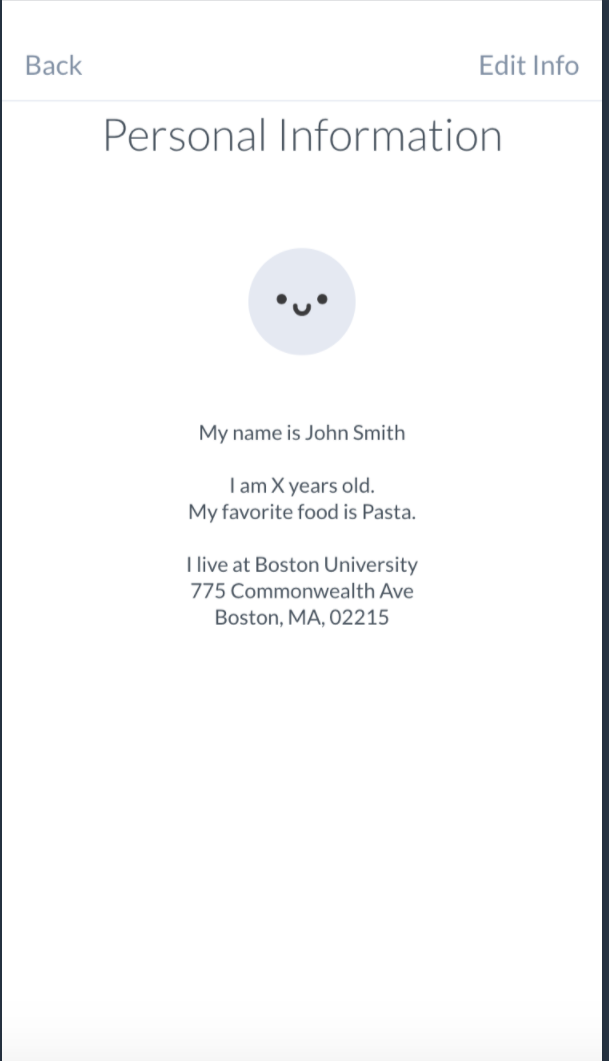 Back
Edit Info
Personal Information
My name is John Smith
I am X years old.
My favorite food is Pasta.
I live at Boston University
775 Commonwealth Ave
Boston, MA, 02215